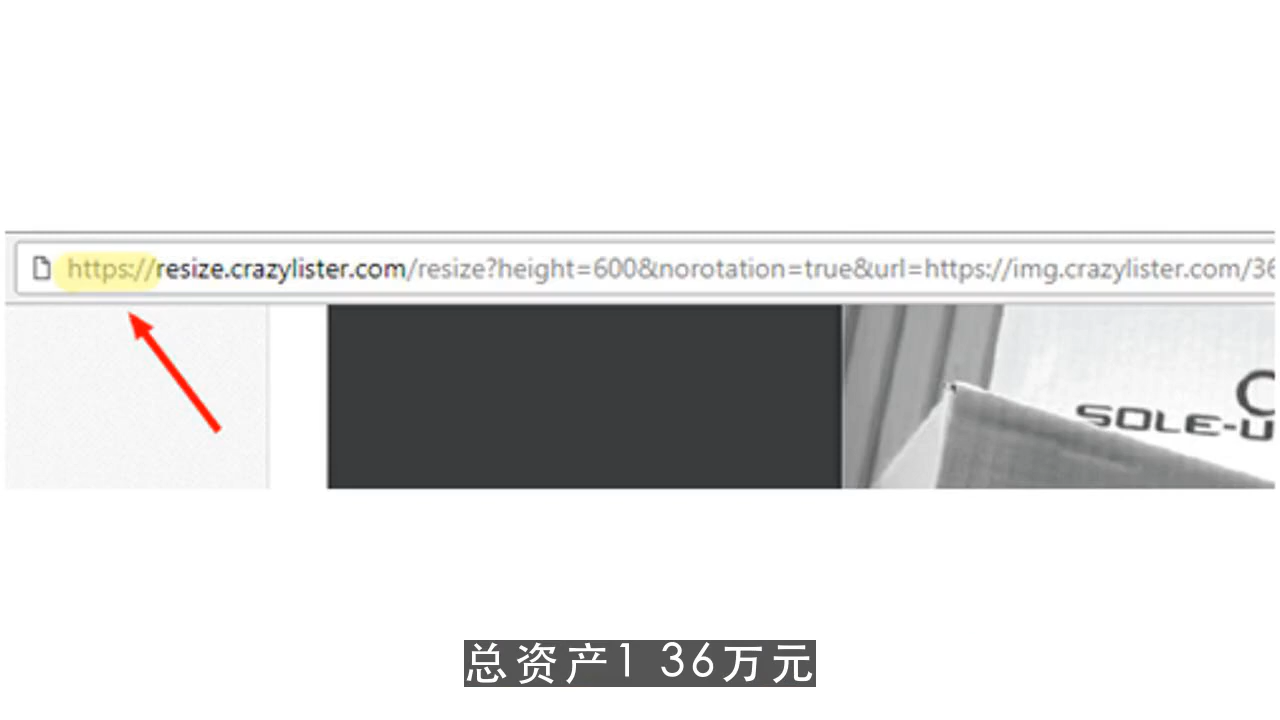 https://resize.crazylister.com/resize?height=600&norotation=true&url=https://img.crazylister.com/36
SOLE-U
总资产1 36万元